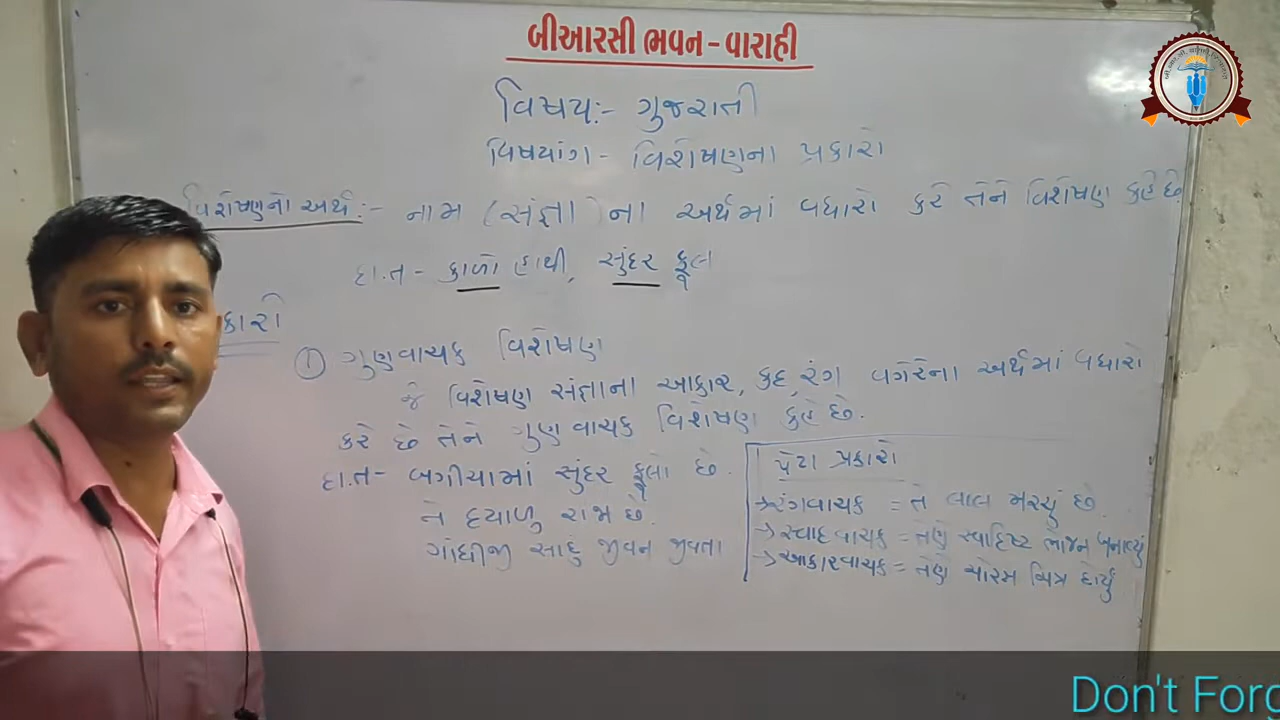 બીઆરસી ભવન - વારાહી
વિષય:- ગુજરાતી
વિષયાંગ - વિશેષણના પ્રકારો
વિશેષણનો અર્થ:- નામ (સંજ્ઞા) ના અર્થમાં વધારો કરે તેને વિશેષણ કહે છે
દા.ત - કાળો હાથી, સુંદર ફૂલ
કારો
① ગુણવાચક વિશેષણ
જે વિશેષણ સંજ્ઞાના આકાર, કદ, રંગ વગેરેના અર્થમાં વધારો
કરે છે તેને ગુણવાચક વિશેષણ કહે છે.
દા.ત - બગીચામાં સુંદર ફૂલો છે.
તે દયાળુ રાજા છે.
ગાંધીજી સાદું જીવન જીવતા
પેટા પ્રકારો
→ રંગવાચક = તે લાલ મરચું છે.
→ સ્વાદવાચક = તેણે સ્વાદિષ્ટ ભોજન બનાવ્યું
→ આકારવાચક = તેણે ચોરસ ચિત્ર દોર્યું
Don't Forg